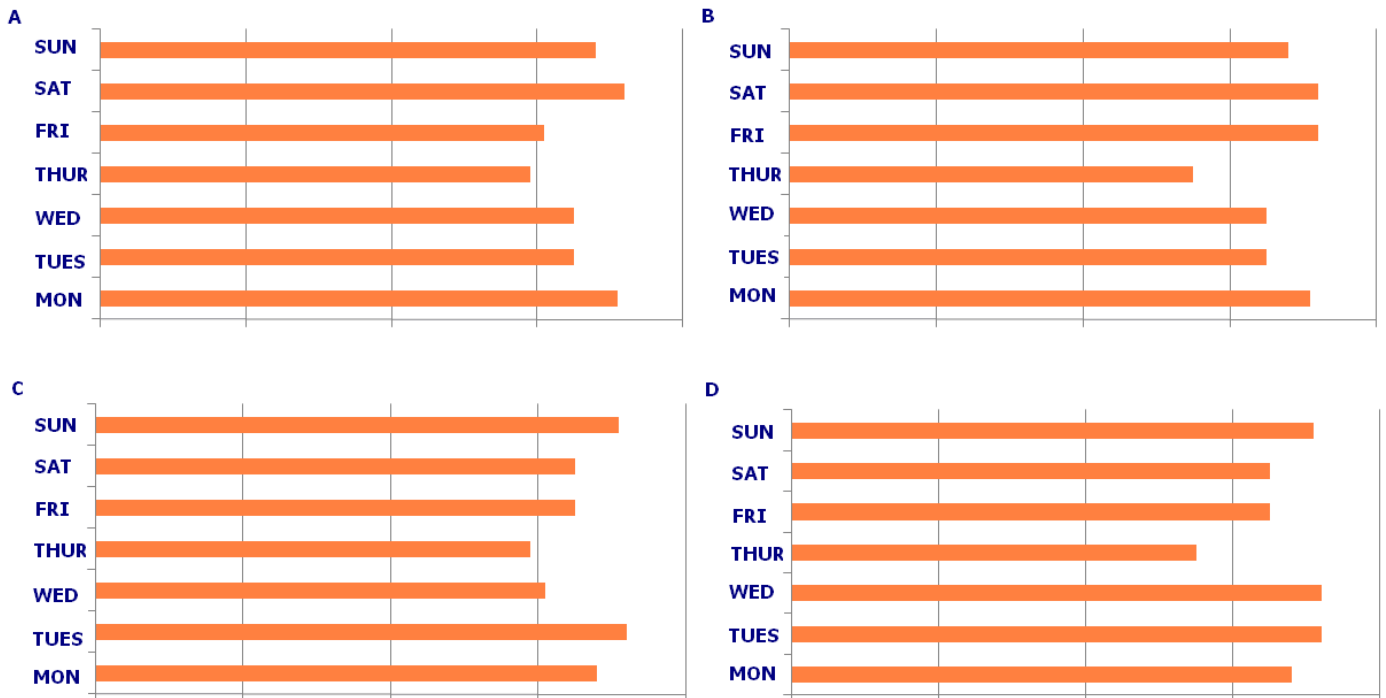 A
SUN
SAT
FRI
THUR
WED
TUES
MON
B
SUN
SAT
FRI
THUR
WED
TUES
MON
C
SUN
SAT
FRI
THUR
WED
TUES
MON
D
SUN
SAT
FRI
THUR
WED
TUES
MON